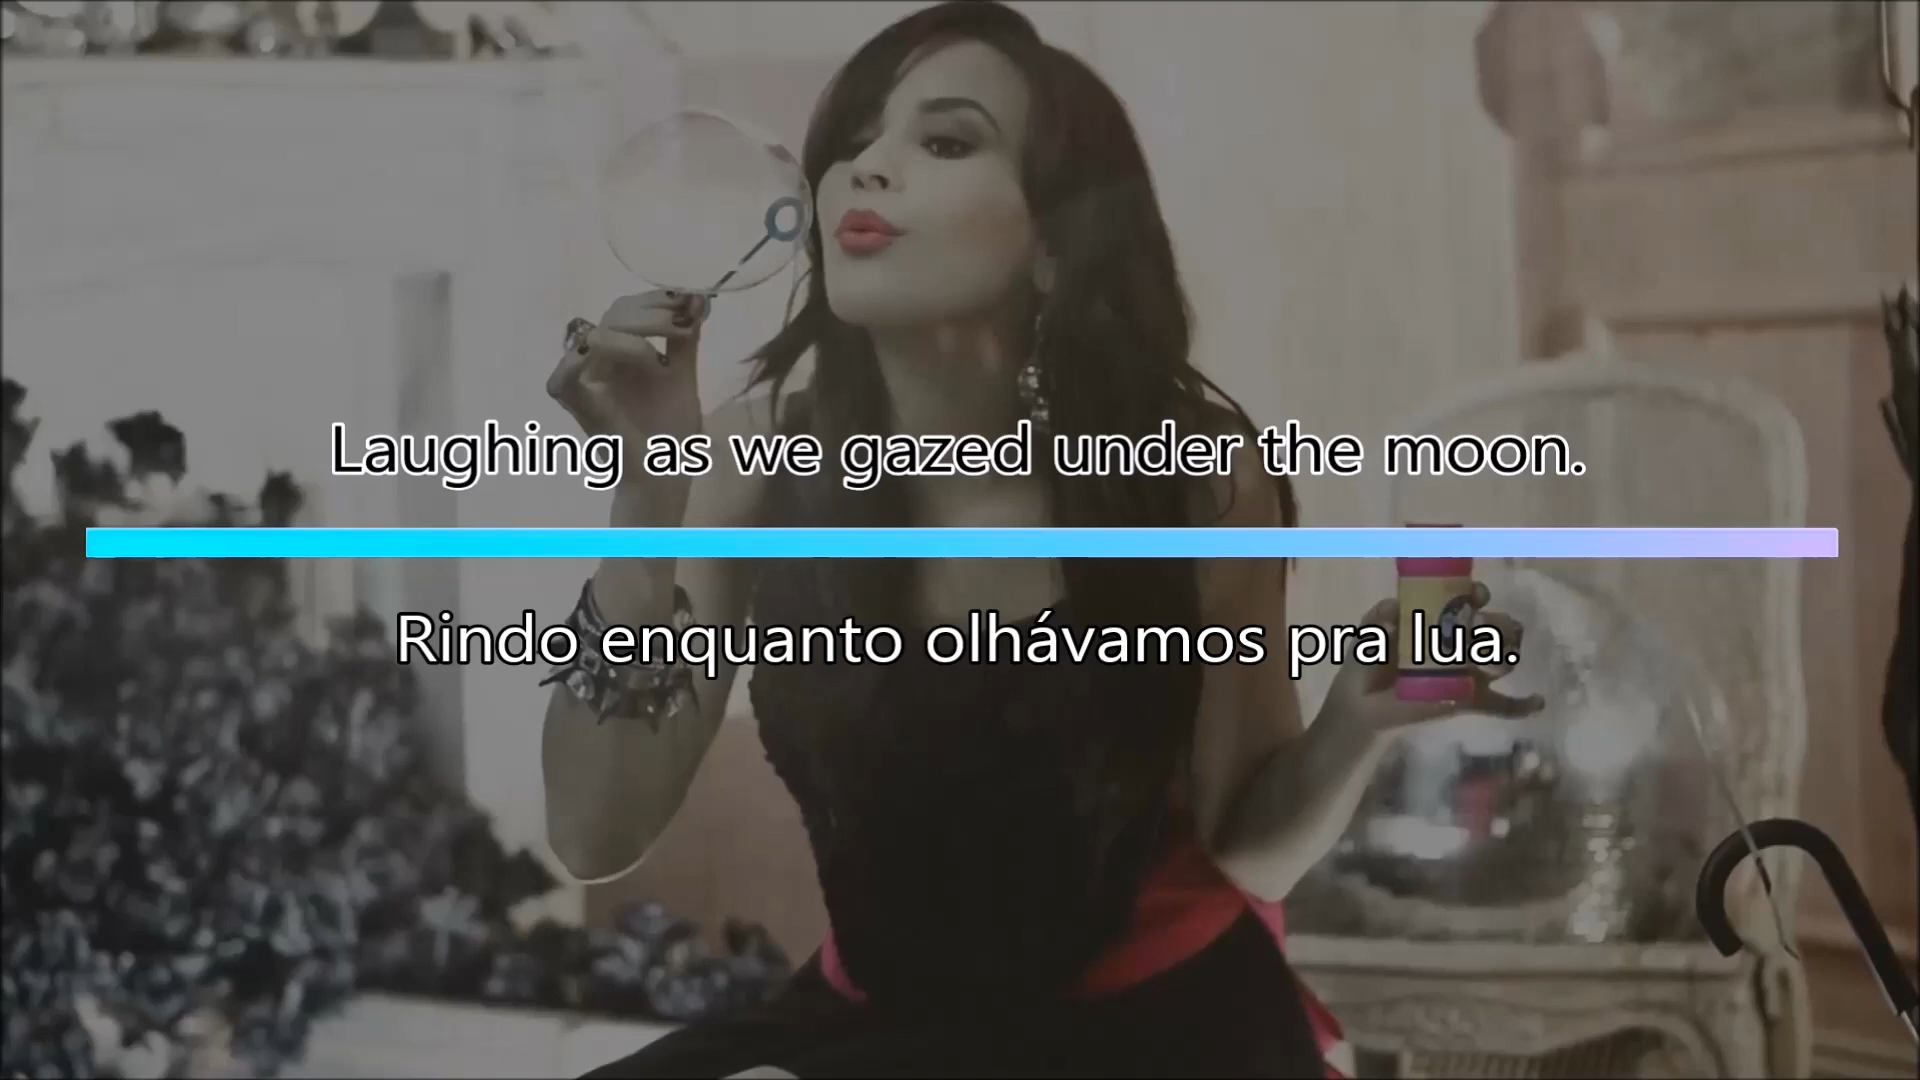 Laughing as we gazed under the moon.
Rindo enquanto olhávamos pra lua.